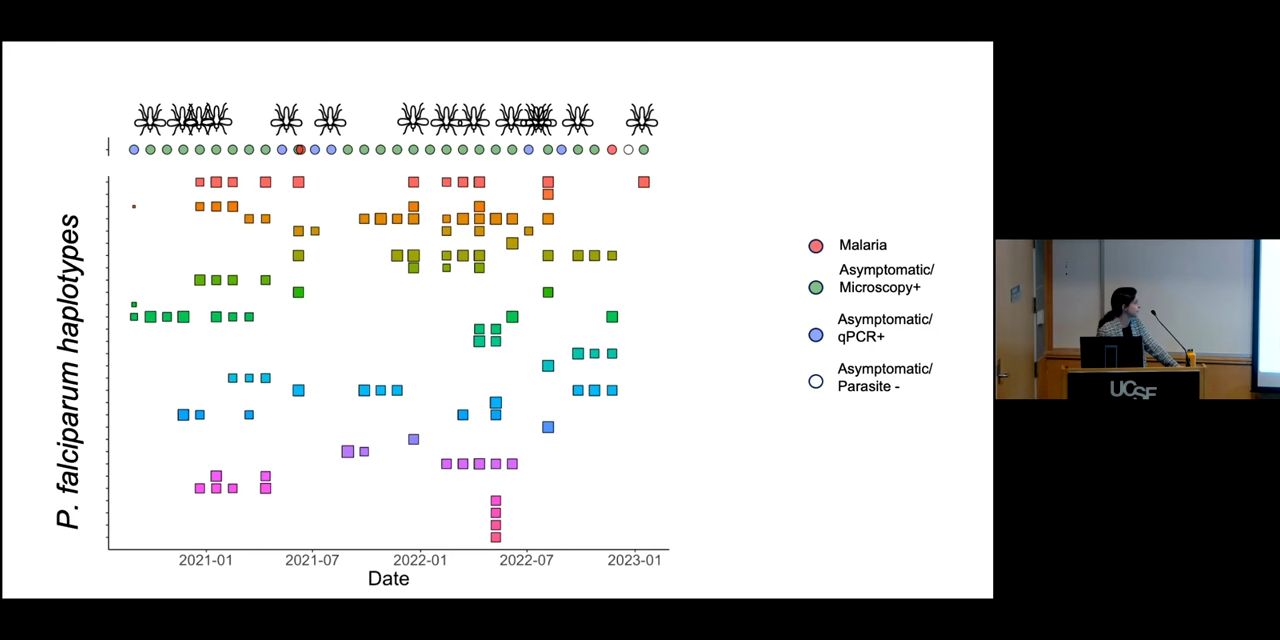 P. falciparum haplotypes
Malaria
Asymptomatic/
Microscopy+
Asymptomatic/
qPCR+
Asymptomatic/
Parasite -
2021-01
2021-07
2022-01
2022-07
2023-01
Date
UCSF